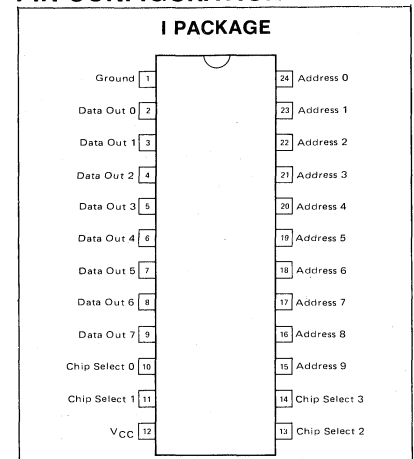 I PACKAGE
Ground 1 24 Address 0
Data Out 0 2 23 Address 1
Data Out 1 3 22 Address 2
Data Out 2 4 21 Address 3
Data Out 3 5 20 Address 4
Data Out 4 6 19 Address 5
Data Out 5 7 18 Address 6
Data Out 6 8 17 Address 7
Data Out 7 9 16 Address 8
Chip Select 0 10 15 Address 9
Chip Select 1 11 14 Chip Select 3
VCC 12 13 Chip Select 2